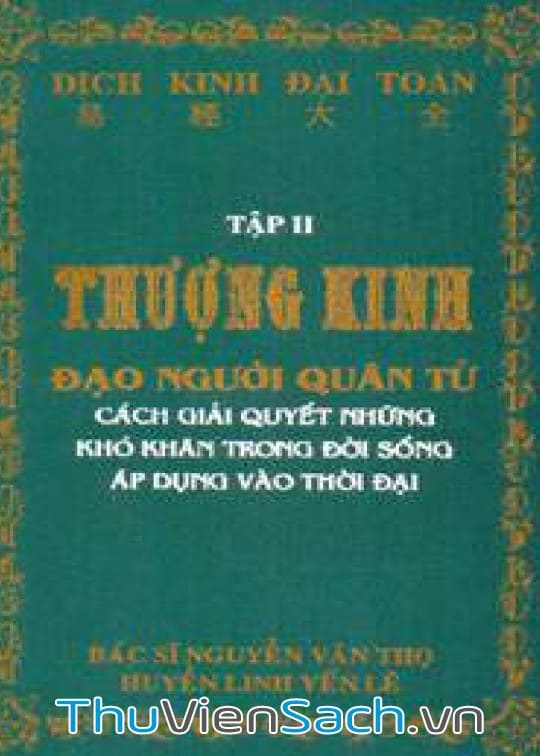 DỊCH KINH ĐẠI TOÀN
易 經 大 全
TẬP II
THƯỢNG KINH
ĐẠO NGƯỜI QUÂN TỬ
CÁCH GIẢI QUYẾT NHỮNG
KHÓ KHĂN TRONG ĐỜI SỐNG
ÁP DỤNG VÀO THỜI ĐẠI
BÁC SĨ NGUYỄN VĂN THỌ
HUYỀN LINH YẾN LÊ
ThuVienSach.vn